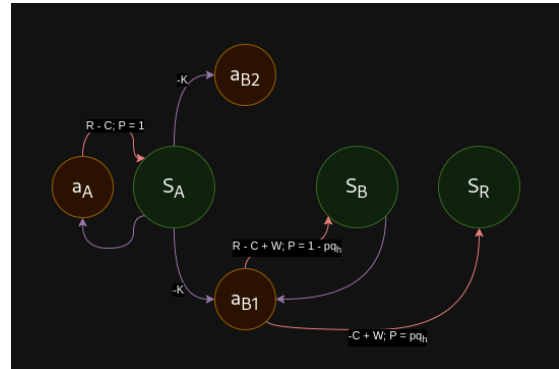 a_B2
-K
R - C; P = 1
a_A
S_A
S_B
S_R
R - C + W; P = 1 - pq_h
-K
a_B1
-C + W; P = pq_h